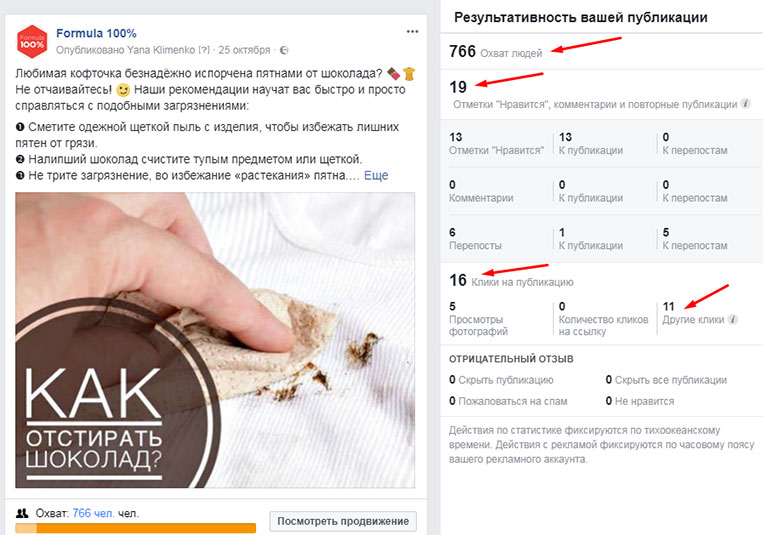 Formula 100%
Formula
100%
Опубликовано Yana Klimenko [?] · 25 октября ·
Любимая кофточка безнадёжно испорчена пятнами от шоколада? 🍫👚
Не отчаивайтесь! 😉 Наши рекомендации научат вас быстро и просто
справляться с подобными загрязнениями:
❶ Сметите одежной щеткой пыль с изделия, чтобы избежать лишних
пятен от грязи.
❷ Налипший шоколад счистите тупым предметом или щеткой.
❸ Не трите загрязнение, во избежание «растекания» пятна.... Еще
КАК
ОТСТИРАТЬ
ШОКОЛАД?
Охват: 766 чел. чел.
Посмотреть продвижение
Результативность вашей публикации
766 Охват людей
19
Отметки "Нравится", комментарии и повторные публикации
13 13 0
Отметки "Нравится" К публикации К перепостам
0 0 0
Комментарии К публикации К перепостам
6 1 5
Перепосты К публикации К перепостам
16 Клики на публикацию
5 0 11
Просмотры Количество кликов Другие клики
фотографий на ссылку
ОТРИЦАТЕЛЬНЫЙ ОТЗЫВ
0 Скрыть публикацию 0 Скрыть все публикации
0 Пожаловаться на спам 0 Не нравится
Действия по статистике фиксируются по тихоокеанскому
времени. Действия с рекламой фиксируются по часовому поясу
вашего рекламного аккаунта.